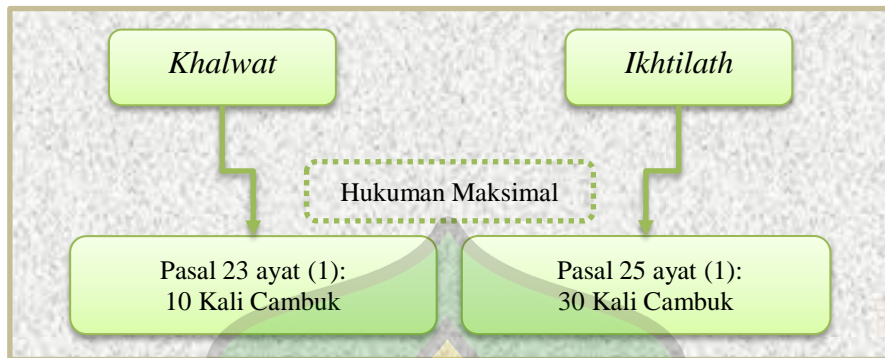 Khalwat
Ikhtilath
Hukuman Maksimal
Pasal 23 ayat (1):
10 Kali Cambuk
Pasal 25 ayat (1):
30 Kali Cambuk